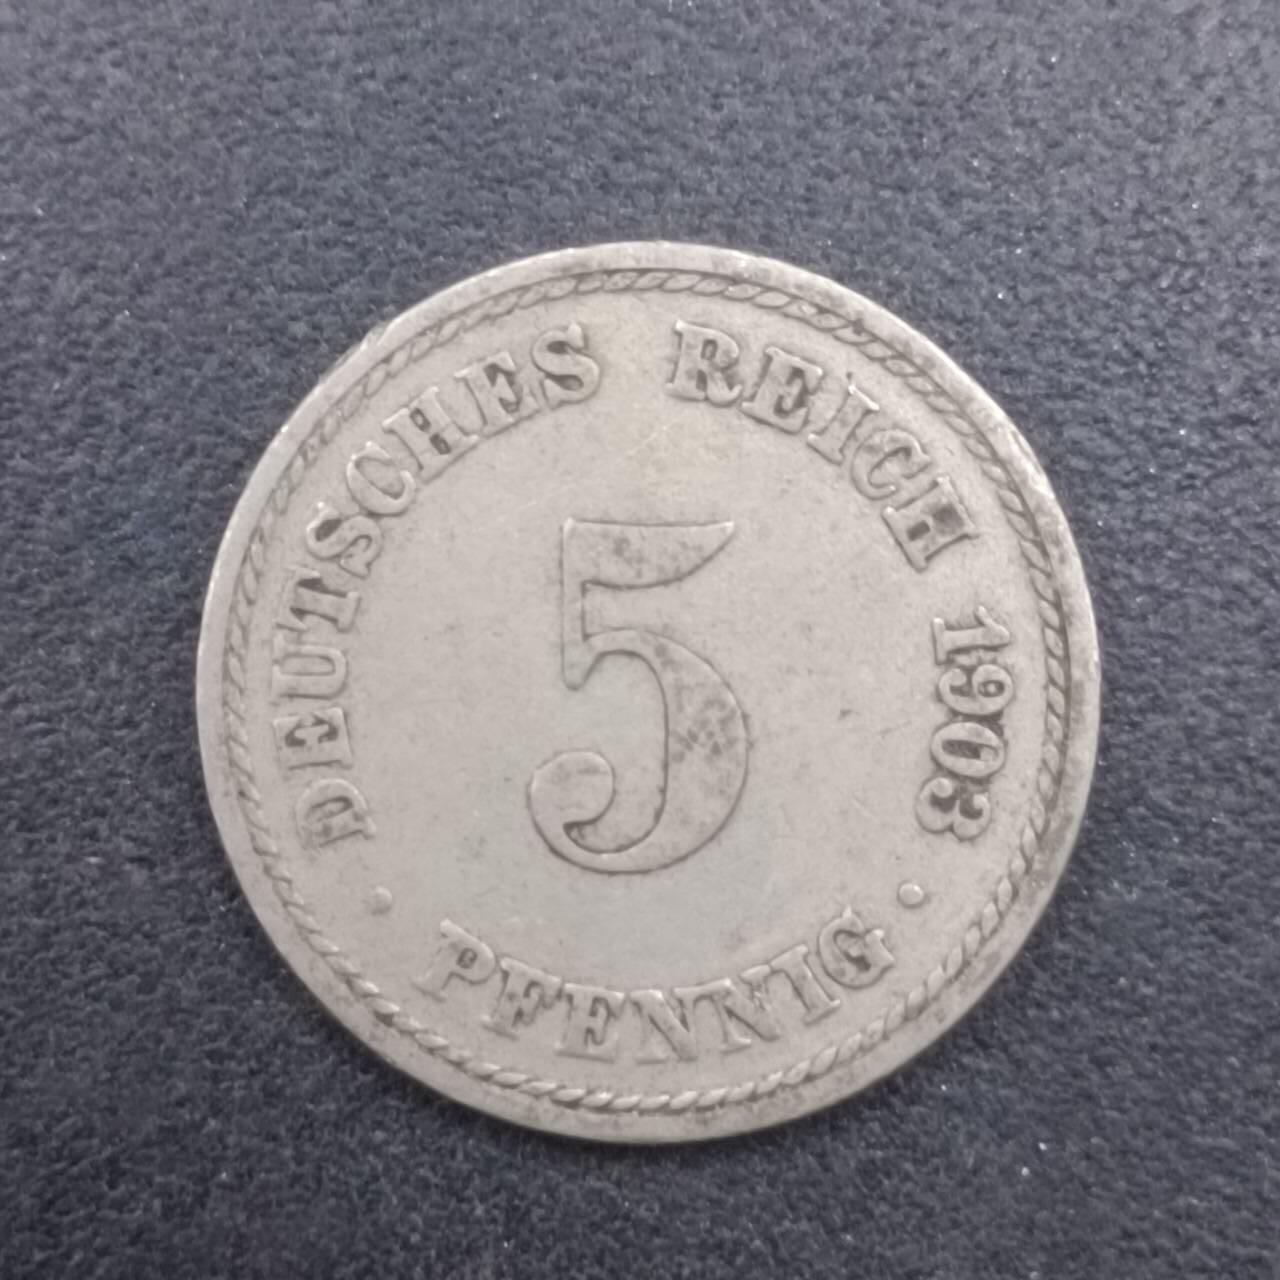 DEUTSCHES REICH 1903
5
· PFENNIG ·